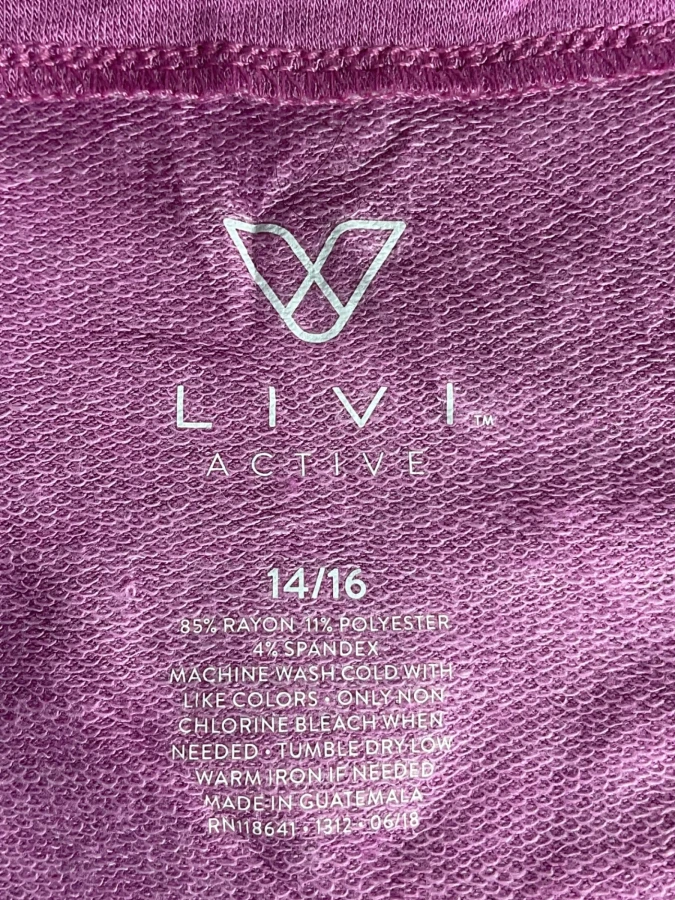 LIVI™
ACTIVE
14/16
85% RAYON 11% POLYESTER
4% SPANDEX
MACHINE WASH COLD WITH
LIKE COLORS • ONLY NON
CHLORINE BLEACH WHEN
NEEDED • TUMBLE DRY LOW
WARM IRON IF NEEDED
MADE IN GUATEMALA
RN118641 • 1312 • 06/18